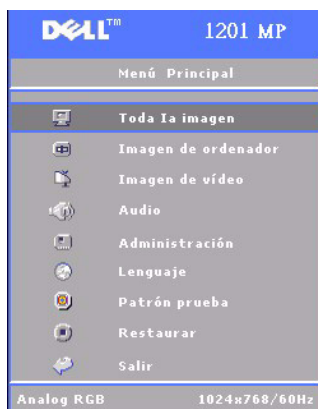 DELL™ 1201 MP
Menú Principal
Toda Ia imagen
Imagen de ordenador
Imagen de vídeo
Audio
Administración
Lenguaje
Patrón prueba
Restaurar
Salir
Analog RGB 1024x768/60Hz